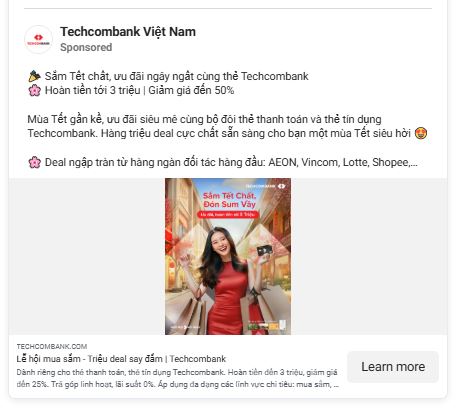 Techcombank Việt Nam
TECHCOMBANK
Sponsored
🎉 Sắm Tết chất, ưu đãi ngây ngất cùng thẻ Techcombank
🌸 Hoàn tiền tới 3 triệu | Giảm giá đến 50%
Mùa Tết gần kề, ưu đãi siêu mê cùng bộ đôi thẻ thanh toán và thẻ tín dụng
Techcombank. Hàng triệu deal cực chất sẵn sàng cho bạn một mùa Tết siêu hời 🤩
🌸 Deal ngập tràn từ hàng ngàn đối tác hàng đầu: AEON, Vincom, Lotte, Shopee,...
TECHCOMBANK
Sắm Tết Chất,
Đón Sum Vầy
Ưu đãi, hoàn tiền tới 3 Triệu
TECHCOMBANK.COM
Lễ hội mua sắm - Triệu deal say đắm | Techcombank
Learn more
Dành riêng cho thẻ thanh toán, thẻ tín dụng Techcombank. Hoàn tiền đến 3 triệu, giảm giá
đến 25%. Trả góp linh hoạt, lãi suất 0%. Áp dụng đa dạng các lĩnh vực chi tiêu: mua sắm, ...